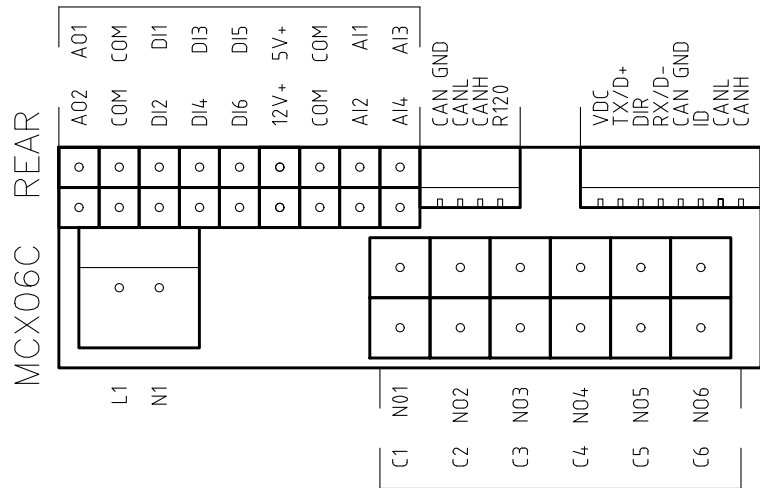 AO1 COM DI1 DI3 DI5 5V+ COM AI1 AI3
AO2 COM DI2 DI4 DI6 12V+ COM AI2 AI4
CAN GND
CANL
CANH
R120
VDC
TX/D+
DIR
RX/D-
CAN GND
ID
CANL
CANH
MCX06C REAR
L1 N1
NO1 NO2 NO3 NO4 NO5 NO6
C1 C2 C3 C4 C5 C6